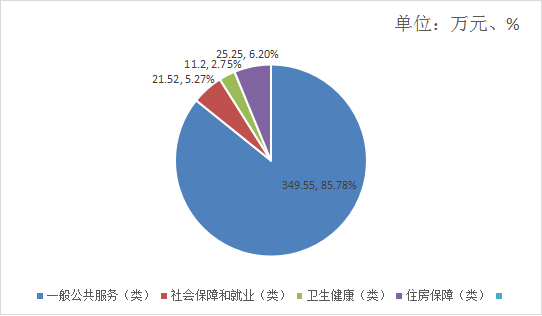 单位：万元、%
25.25, 6.20%
11.2, 2.75%
21.52, 5.27%
349.55, 85.78%
一般公共服务（类） 社会保障和就业（类） 卫生健康（类） 住房保障（类）